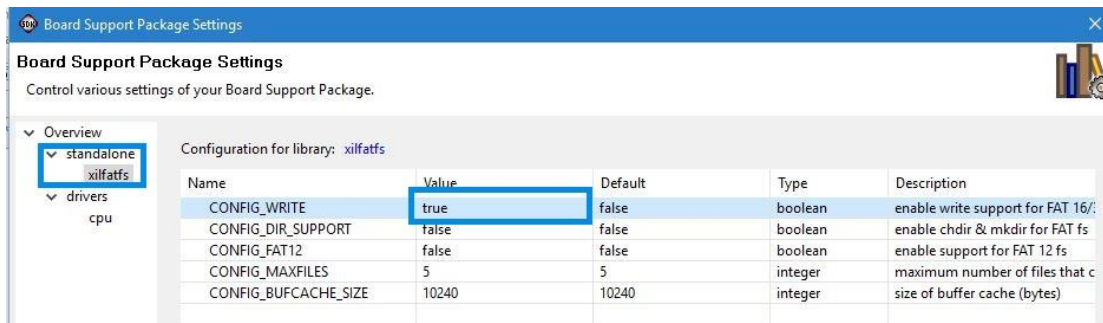 SDK Board Support Package Settings
Board Support Package Settings
Control various settings of your Board Support Package.
Overview
standalone
xilfatfs
drivers
cpu
Configuration for library: xilfatfs
Name Value Default Type Description
CONFIG_WRITE true false boolean enable write support for FAT 16/3
CONFIG_DIR_SUPPORT false false boolean enable chdir & mkdir for FAT fs
CONFIG_FAT12 false false boolean enable support for FAT 12 fs
CONFIG_MAXFILES 5 5 integer maximum number of files that c
CONFIG_BUFCACHE_SIZE 10240 10240 integer size of buffer cache (bytes)